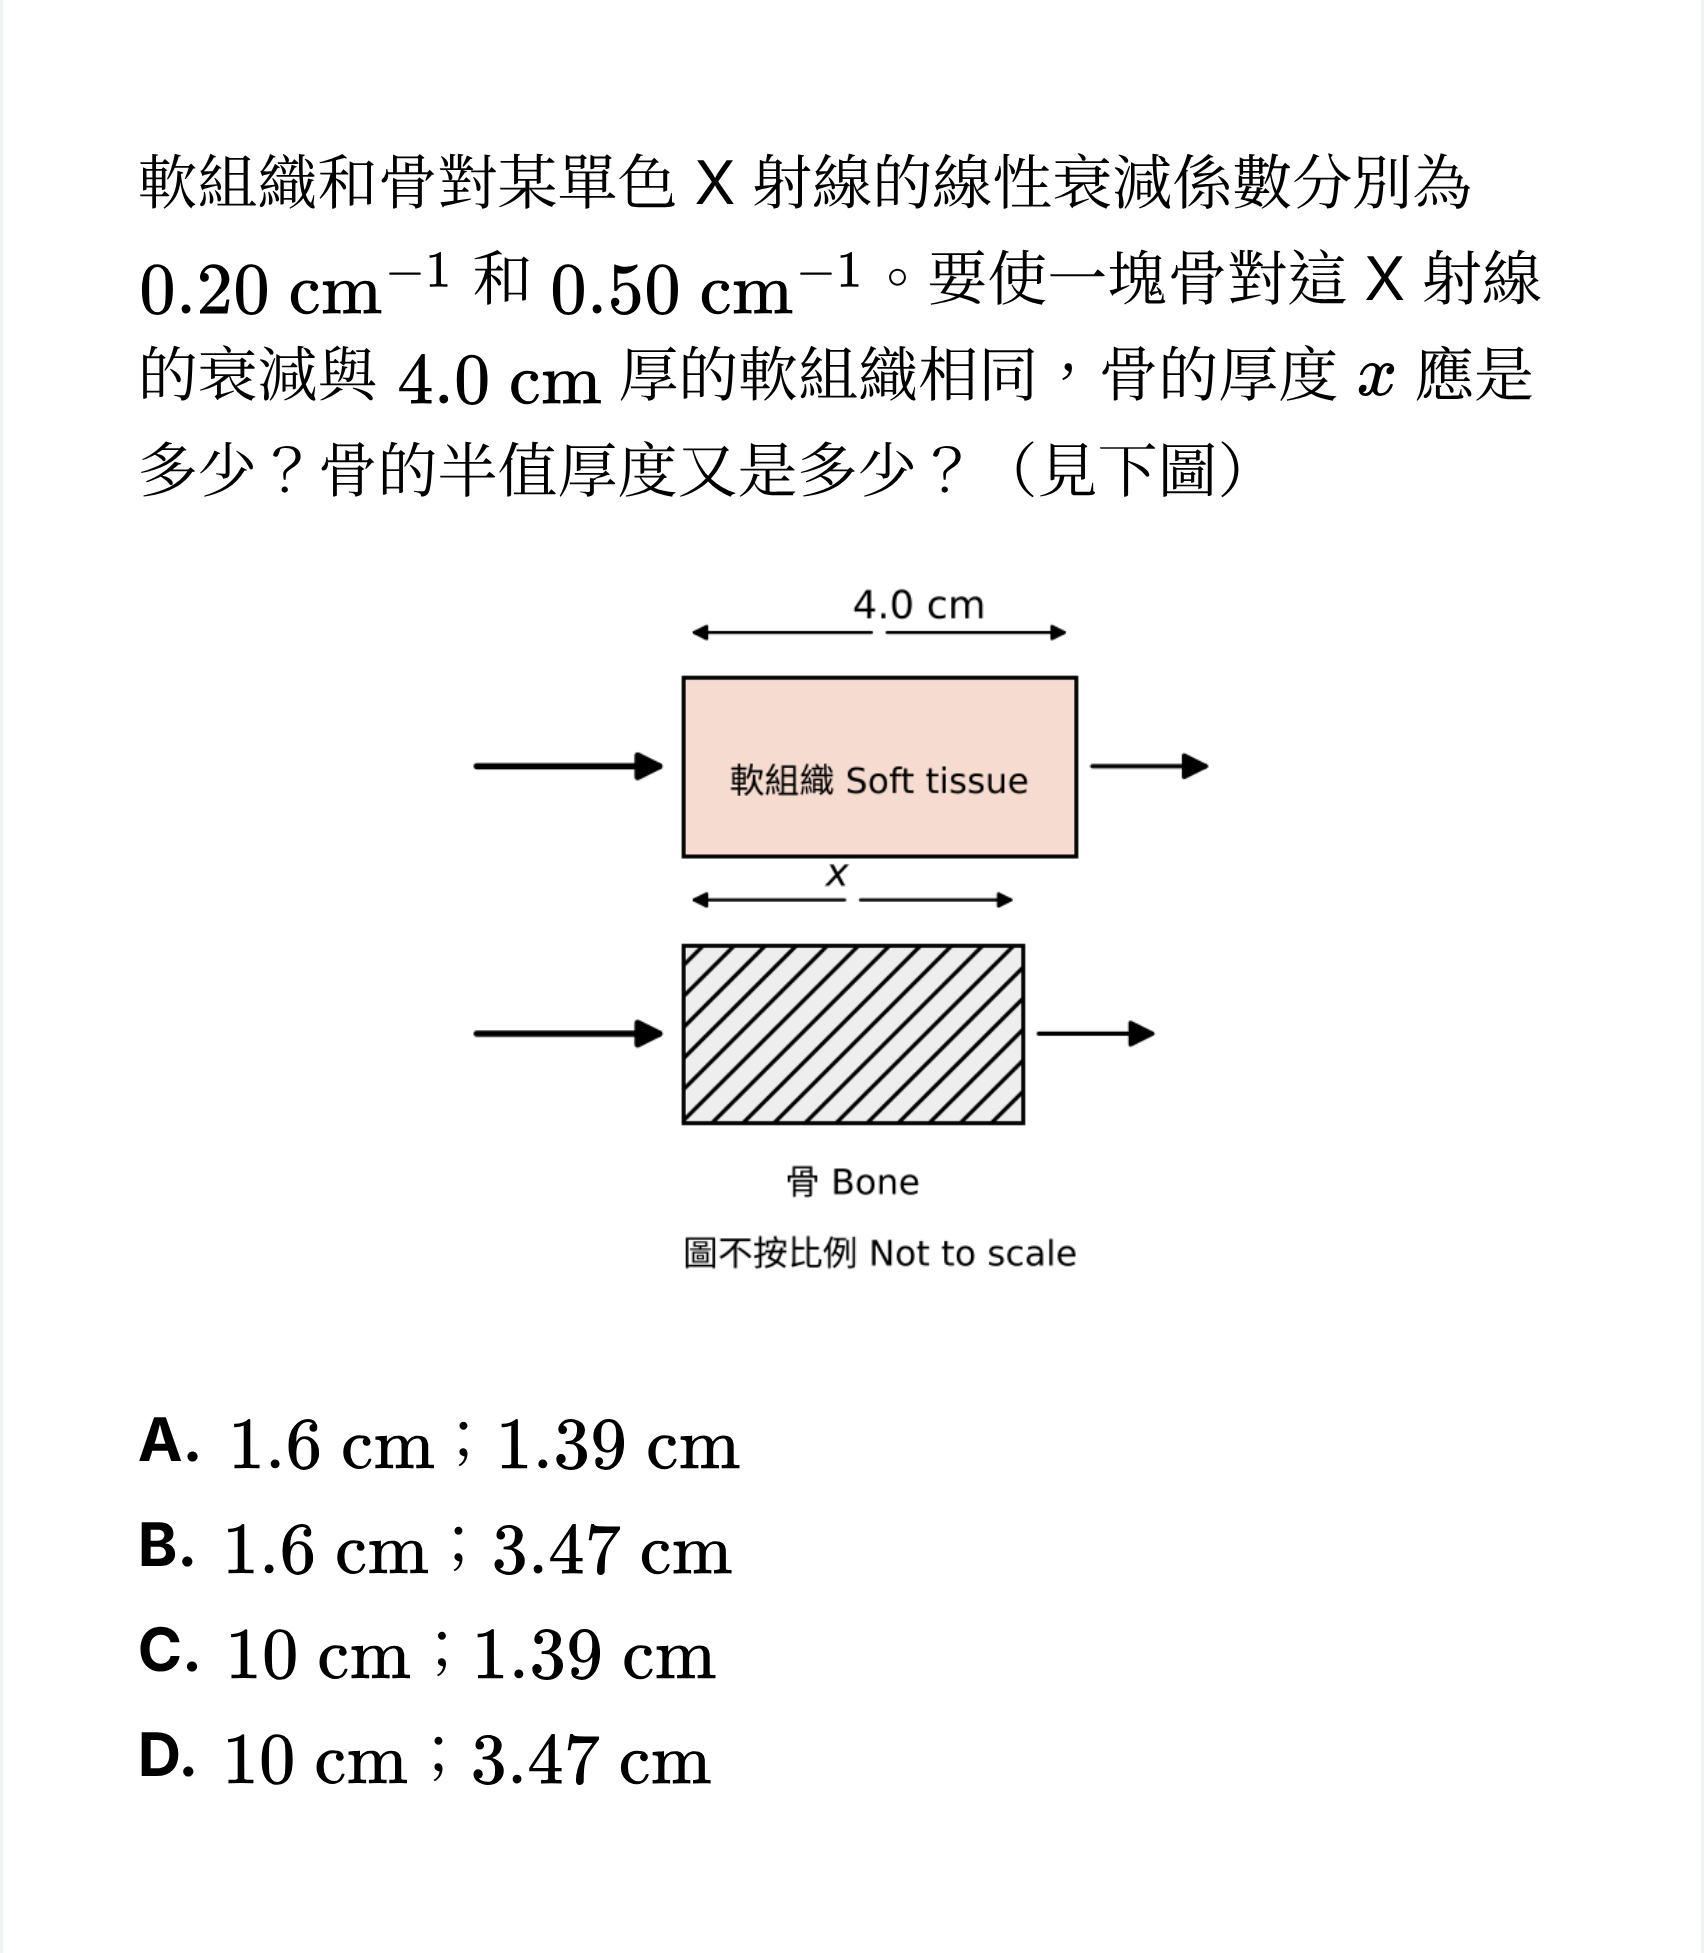 軟組織和骨對某單色 X 射線的線性衰減係數分別為
0.20 cm⁻¹ 和 0.50 cm⁻¹。要使一塊骨對這 X 射線
的衰減與 4.0 cm 厚的軟組織相同，骨的厚度 x 應是
多少？骨的半值厚度又是多少？（見下圖）
4.0 cm
軟組織 Soft tissue
x
骨 Bone
圖不按比例 Not to scale
A. 1.6 cm；1.39 cm
B. 1.6 cm；3.47 cm
C. 10 cm；1.39 cm
D. 10 cm；3.47 cm